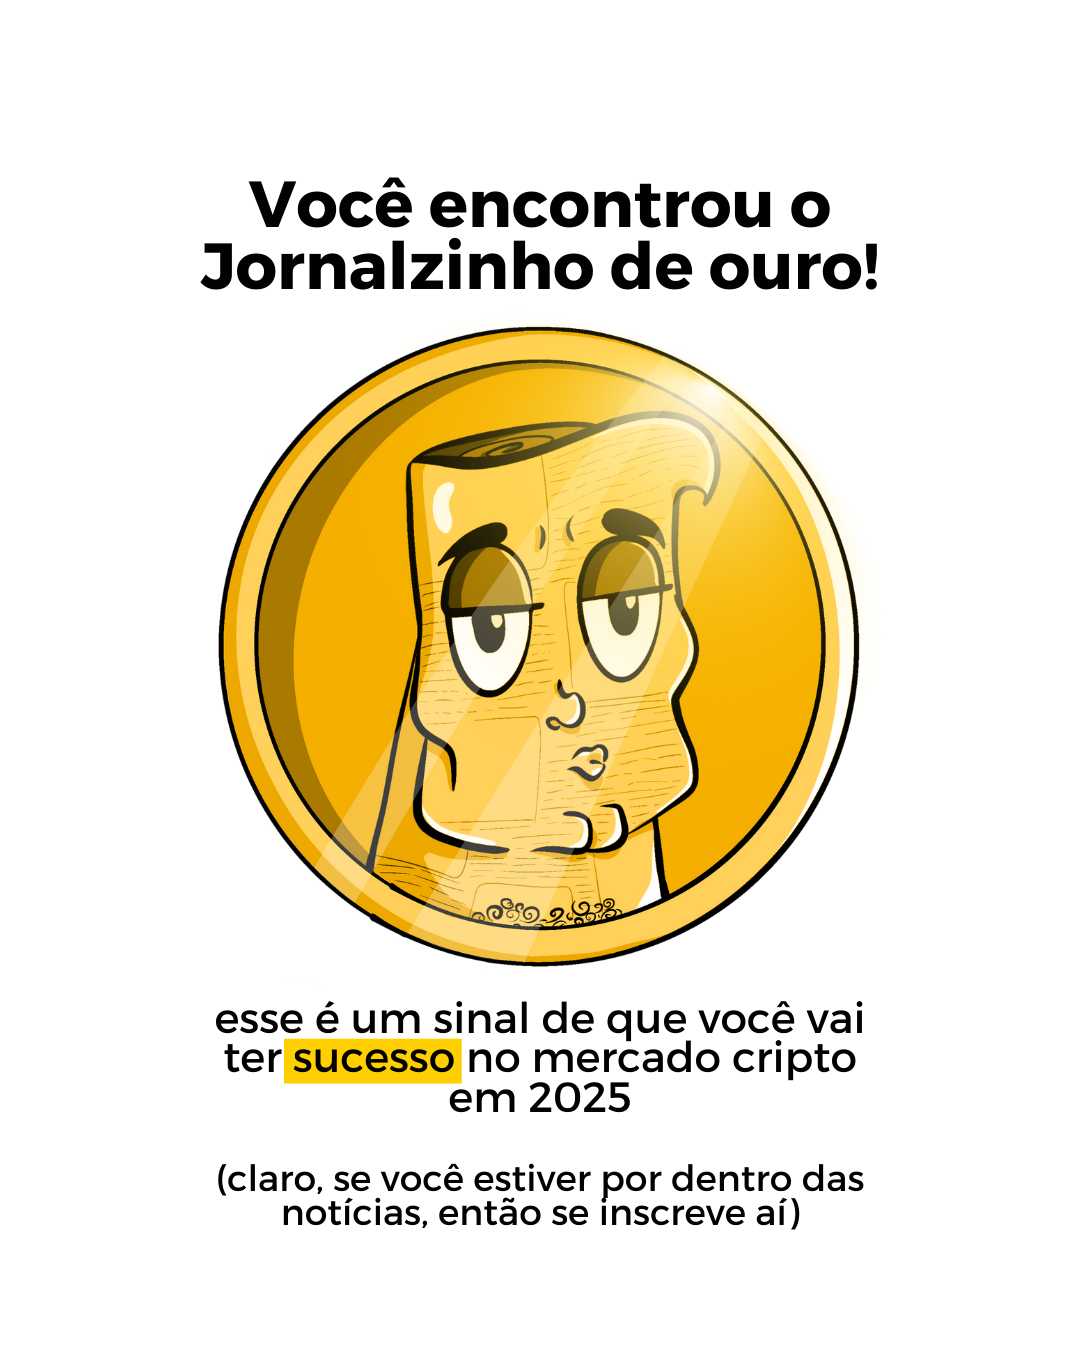 Você encontrou o
Jornalzinho de ouro!
esse é um sinal de que você vai
ter sucesso no mercado cripto
em 2025
(claro, se você estiver por dentro das
notícias, então se inscreve aí)